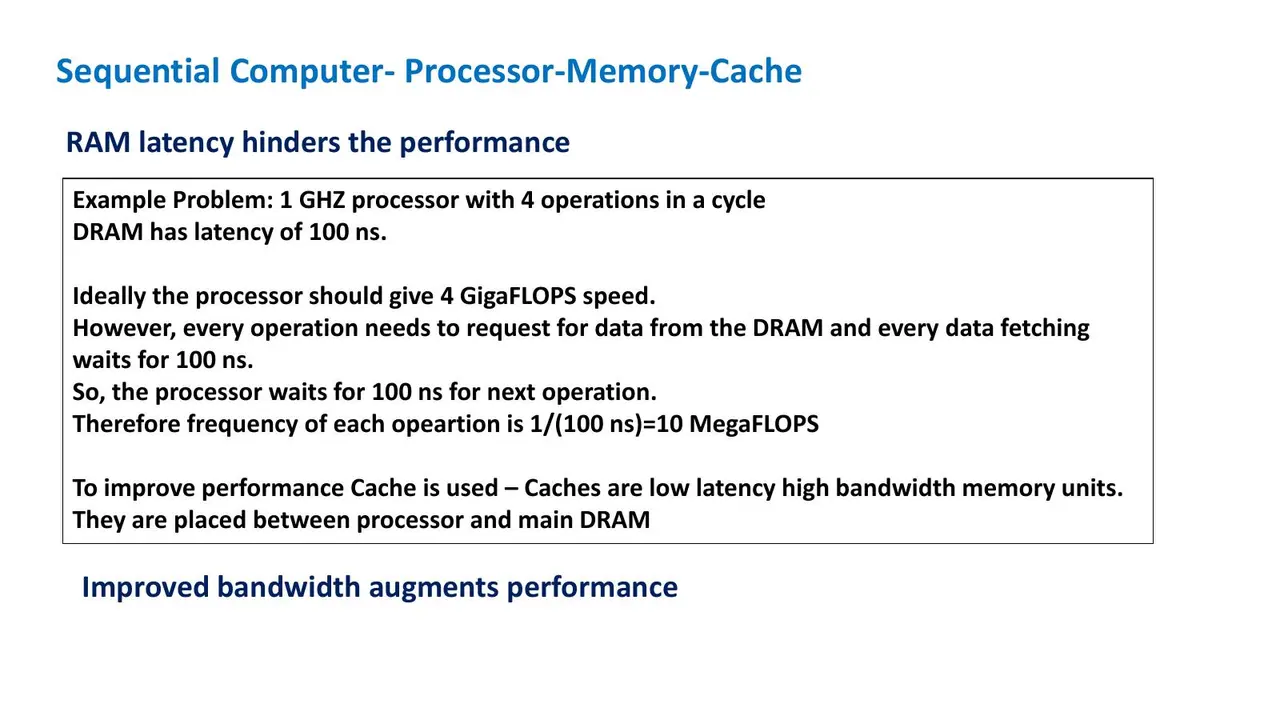 Sequential Computer- Processor-Memory-Cache
RAM latency hinders the performance
Example Problem: 1 GHZ processor with 4 operations in a cycle
DRAM has latency of 100 ns.
Ideally the processor should give 4 GigaFLOPS speed.
However, every operation needs to request for data from the DRAM and every data fetching
waits for 100 ns.
So, the processor waits for 100 ns for next operation.
Therefore frequency of each opeartion is 1/(100 ns)=10 MegaFLOPS
To improve performance Cache is used – Caches are low latency high bandwidth memory units.
They are placed between processor and main DRAM
Improved bandwidth augments performance